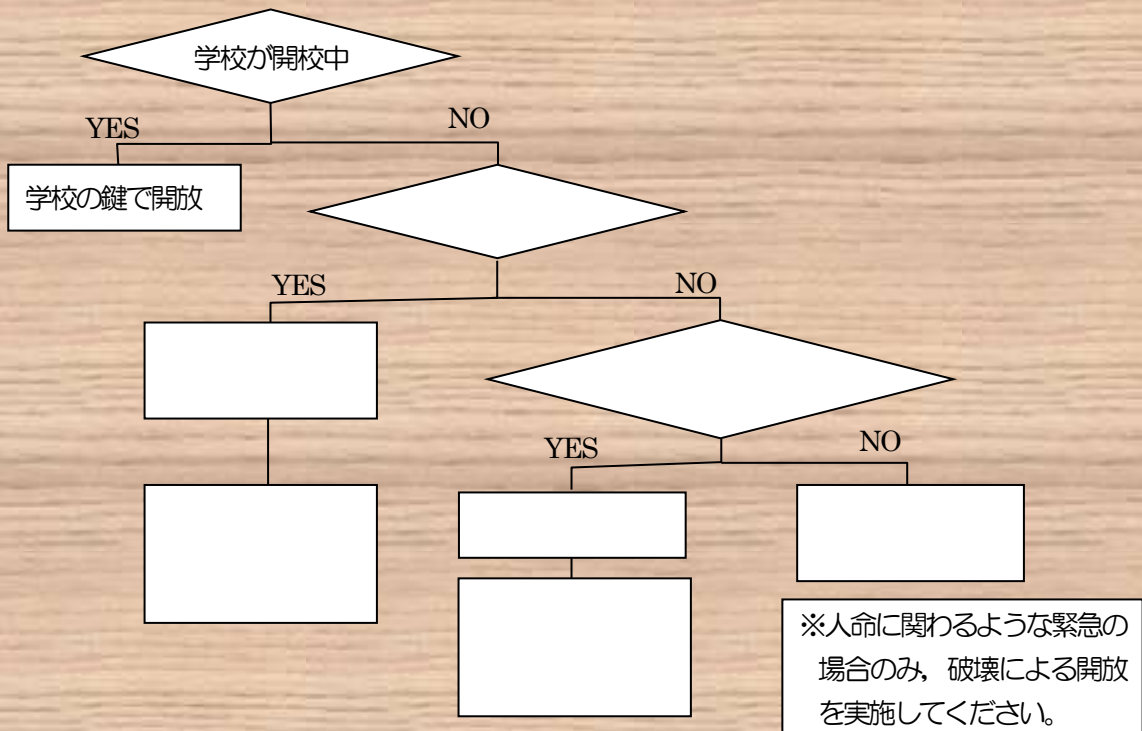 学校が開校中
YES
NO
学校の鍵で開放
YES
NO
YES
NO
※人命に関わるような緊急の
場合のみ，破壊による開放
を実施してください。